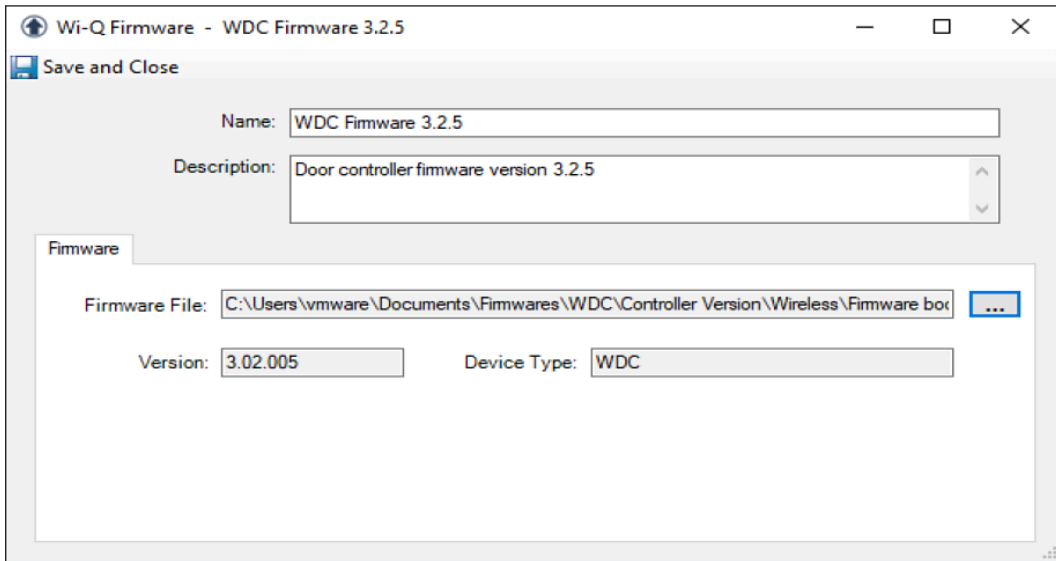 Wi-Q Firmware - WDC Firmware 3.2.5
Save and Close
Name: WDC Firmware 3.2.5
Description: Door controller firmware version 3.2.5
Firmware
Firmware File: C:\Users\vmware\Documents\Firmwares\WDC\Controller Version\Wireless\Firmware boo ...
Version: 3.02.005 Device Type: WDC